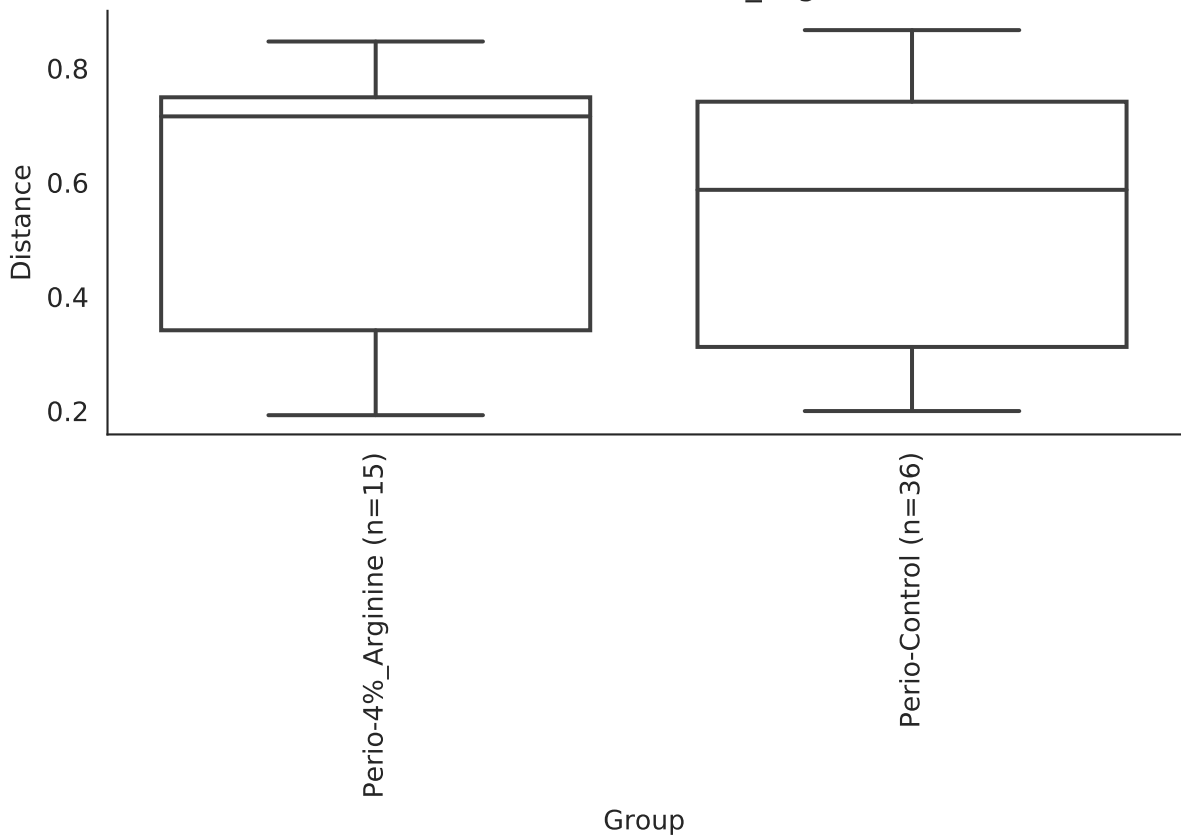 0.8
0.6
0.4
0.2
Distance
Perio-4%_Arginine (n=15)
Perio-Control (n=36)
Group